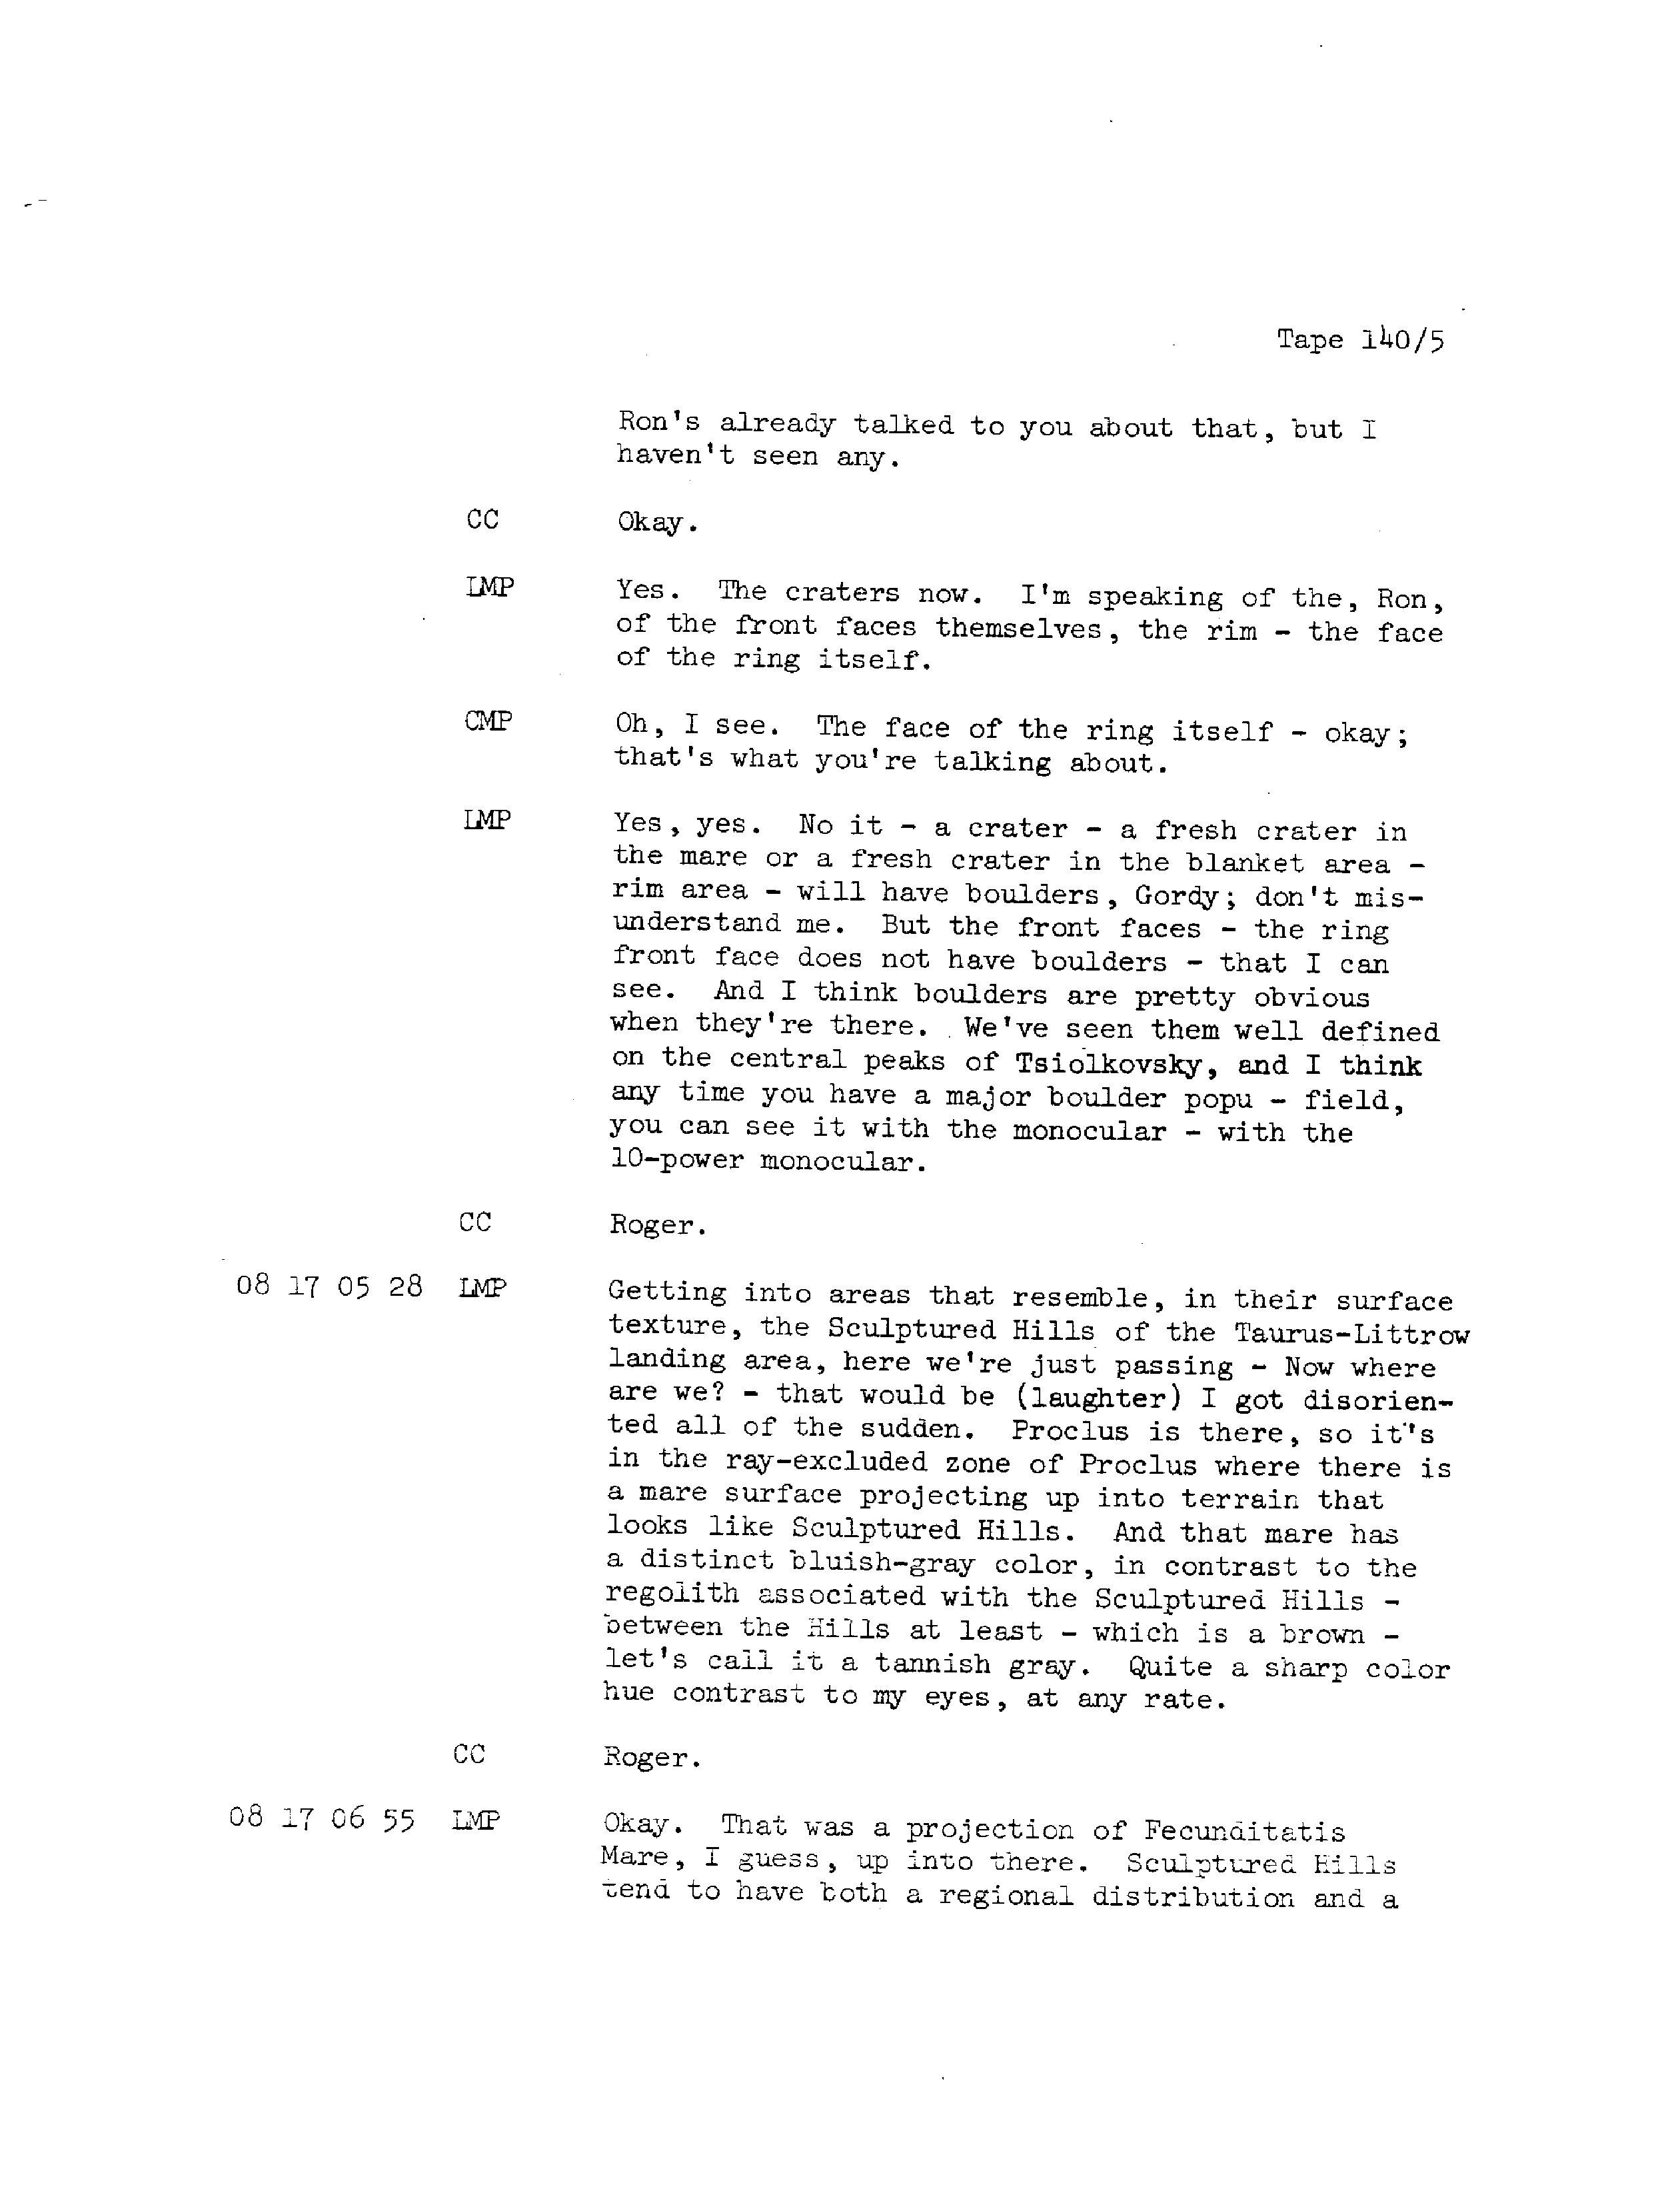 Tape 140/5
Ron's already talked to you about that, but I
haven't seen any.
CC Okay.
LMP Yes. The craters now. I'm speaking of the, Ron,
of the front faces themselves, the rim - the face
of the ring itself.
CMP Oh, I see. The face of the ring itself - okay;
that's what you're talking about.
LMP Yes, yes. No it - a crater - a fresh crater in
the mare or a fresh crater in the blanket area -
rim area - will have boulders, Gordy; don't mis-
understand me. But the front faces - the ring
front face does not have boulders - that I can
see. And I think boulders are pretty obvious
when they're there. We've seen them well defined
on the central peaks of Tsiolkovsky, and I think
any time you have a major boulder popu - field,
you can see it with the monocular - with the
10-power monocular.
CC Roger.
08 17 05 28 LMP Getting into areas that resemble, in their surface
texture, the Sculptured Hills of the Taurus-Littrow
landing area, here we're just passing - Now where
are we? - that would be (laughter) I got disorien-
ted all of the sudden. Proclus is there, so it"s
in the ray-excluded zone of Proclus where there is
a mare surface projecting up into terrain that
looks like Sculptured Hills. And that mare has
a distinct bluish-gray color, in contrast to the
regolith associated with the Sculptured Hills -
between the Hills at least - which is a brown -
let's call it a tannish gray. Quite a sharp color
hue contrast to my eyes, at any rate.
CC Roger.
08 17 06 55 LMP Okay. That was a projection of Fecunditatis
Mare, I guess, up into there. Sculptured Hills
tend to have both a regional distribution and a